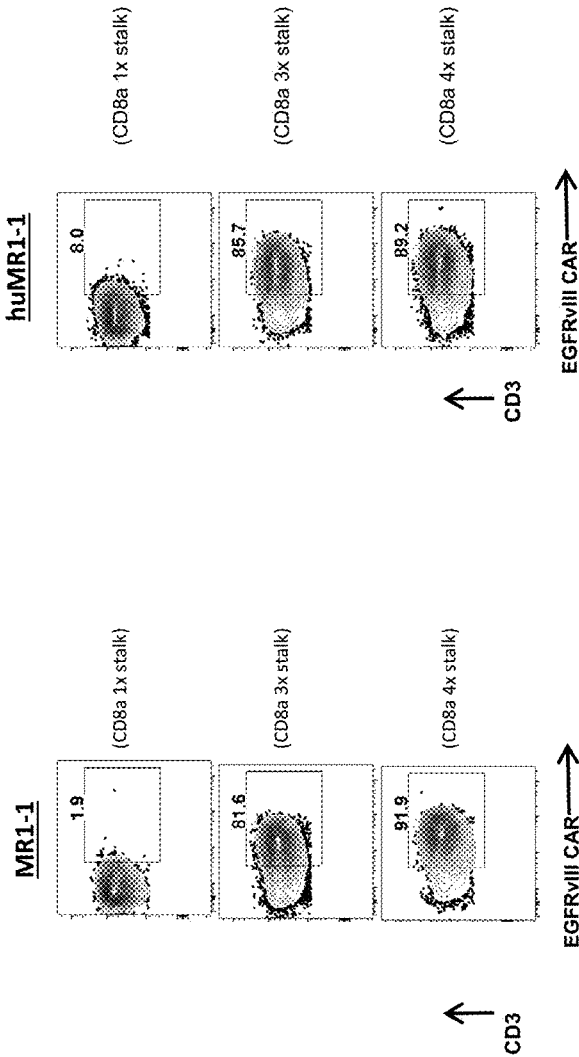 MR1-1
1.9
(CD8a 1x stalk)
81.6
(CD8a 3x stalk)
91.9
(CD8a 4x stalk)
CD3
EGFRvIII CAR
huMR1-1
8.0
(CD8a 1x stalk)
85.7
(CD8a 3x stalk)
89.2
(CD8a 4x stalk)
CD3
EGFRvIII CAR